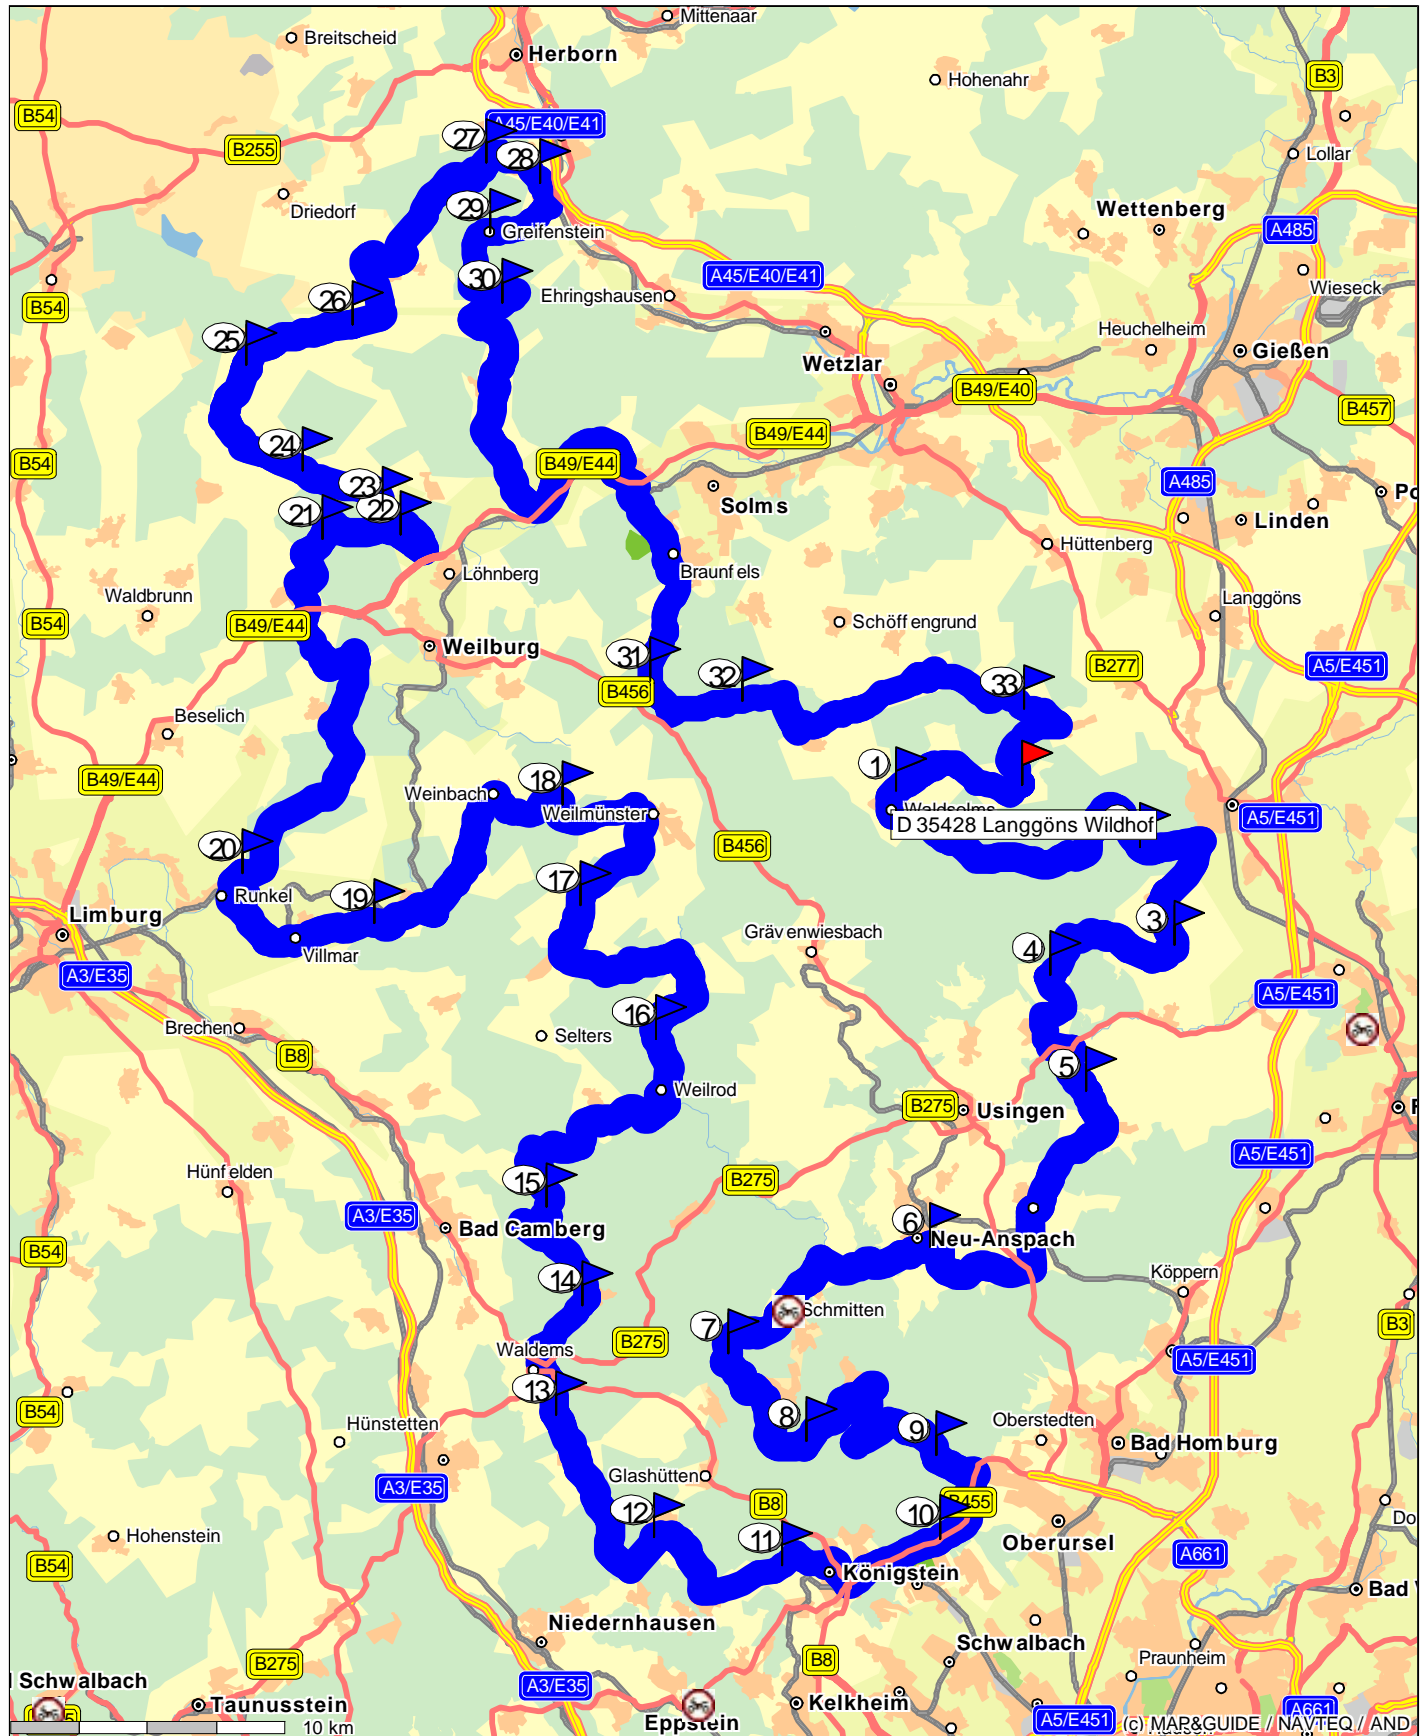 Mittenaar
Breitscheid
Herborn
Hohenahr
B3
B54
A45/E40/E41
27
B255
28
Lollar
Driedorf
29
Wettenberg
Greifenstein
A485
30
A45/E40/E41
Ehringshausen
Wieseck
26
B54
25
Heuchelheim
Gießen
Wetzlar
B49/E40
B457
24
B49/E44
B54
B49/E44
23
A485
Solms
22
21
Linden
Hüttenberg
Braunfels
Löhnberg
Waldbrunn
Langgöns
B54
B49/E44
Schöffengrund
Weilburg
31
B277
A5/E451
32
33
B456
Beselich
1
B49/E44
18
Weinbach
Weilmünster
Waldsolms
D 35428 Langgöns Wildhof
A5/E451
20
B456
17
Runkel
19
Limburg
3
Gräv enwiesbach
4
Villmar
A3/E35
A5/E451
16
Brechen
Selters
B8
5
Weilrod
B275
Usingen
A5/E451
Hünfelden
15
B275
A3/E35
6
Bad Camberg
Neu-Anspach
B54
14
Köppern
7
Schmitten
B3
B275
Waldems
A5/E451
13
B54
8
Hünstetten
9
Oberstedten
Bad Homburg
Glashütten
A3/E35
12
B8
10
B455
Hohenstein
11
Oberursel
A661
B54
Königstein
Bad
Niedernhausen
Schwalbach
B275
B8
Praunheim
Schwalbach
A3/E35
Taunusstein
Kelkheim
A661
Eppstein
A5/E451
10 km
(c) MAP&GUIDE / NAVTEQ / AND